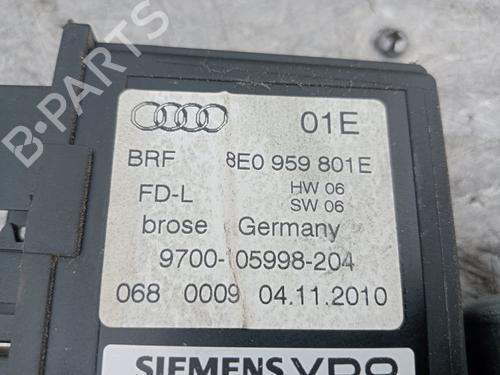 B-PARTS
01E
BRF 8E0 959 801E
FD-L HW 06
SW 06
brose Germany
9700-05998-204
068 0009 04.11.2010
SIEMENS VDO